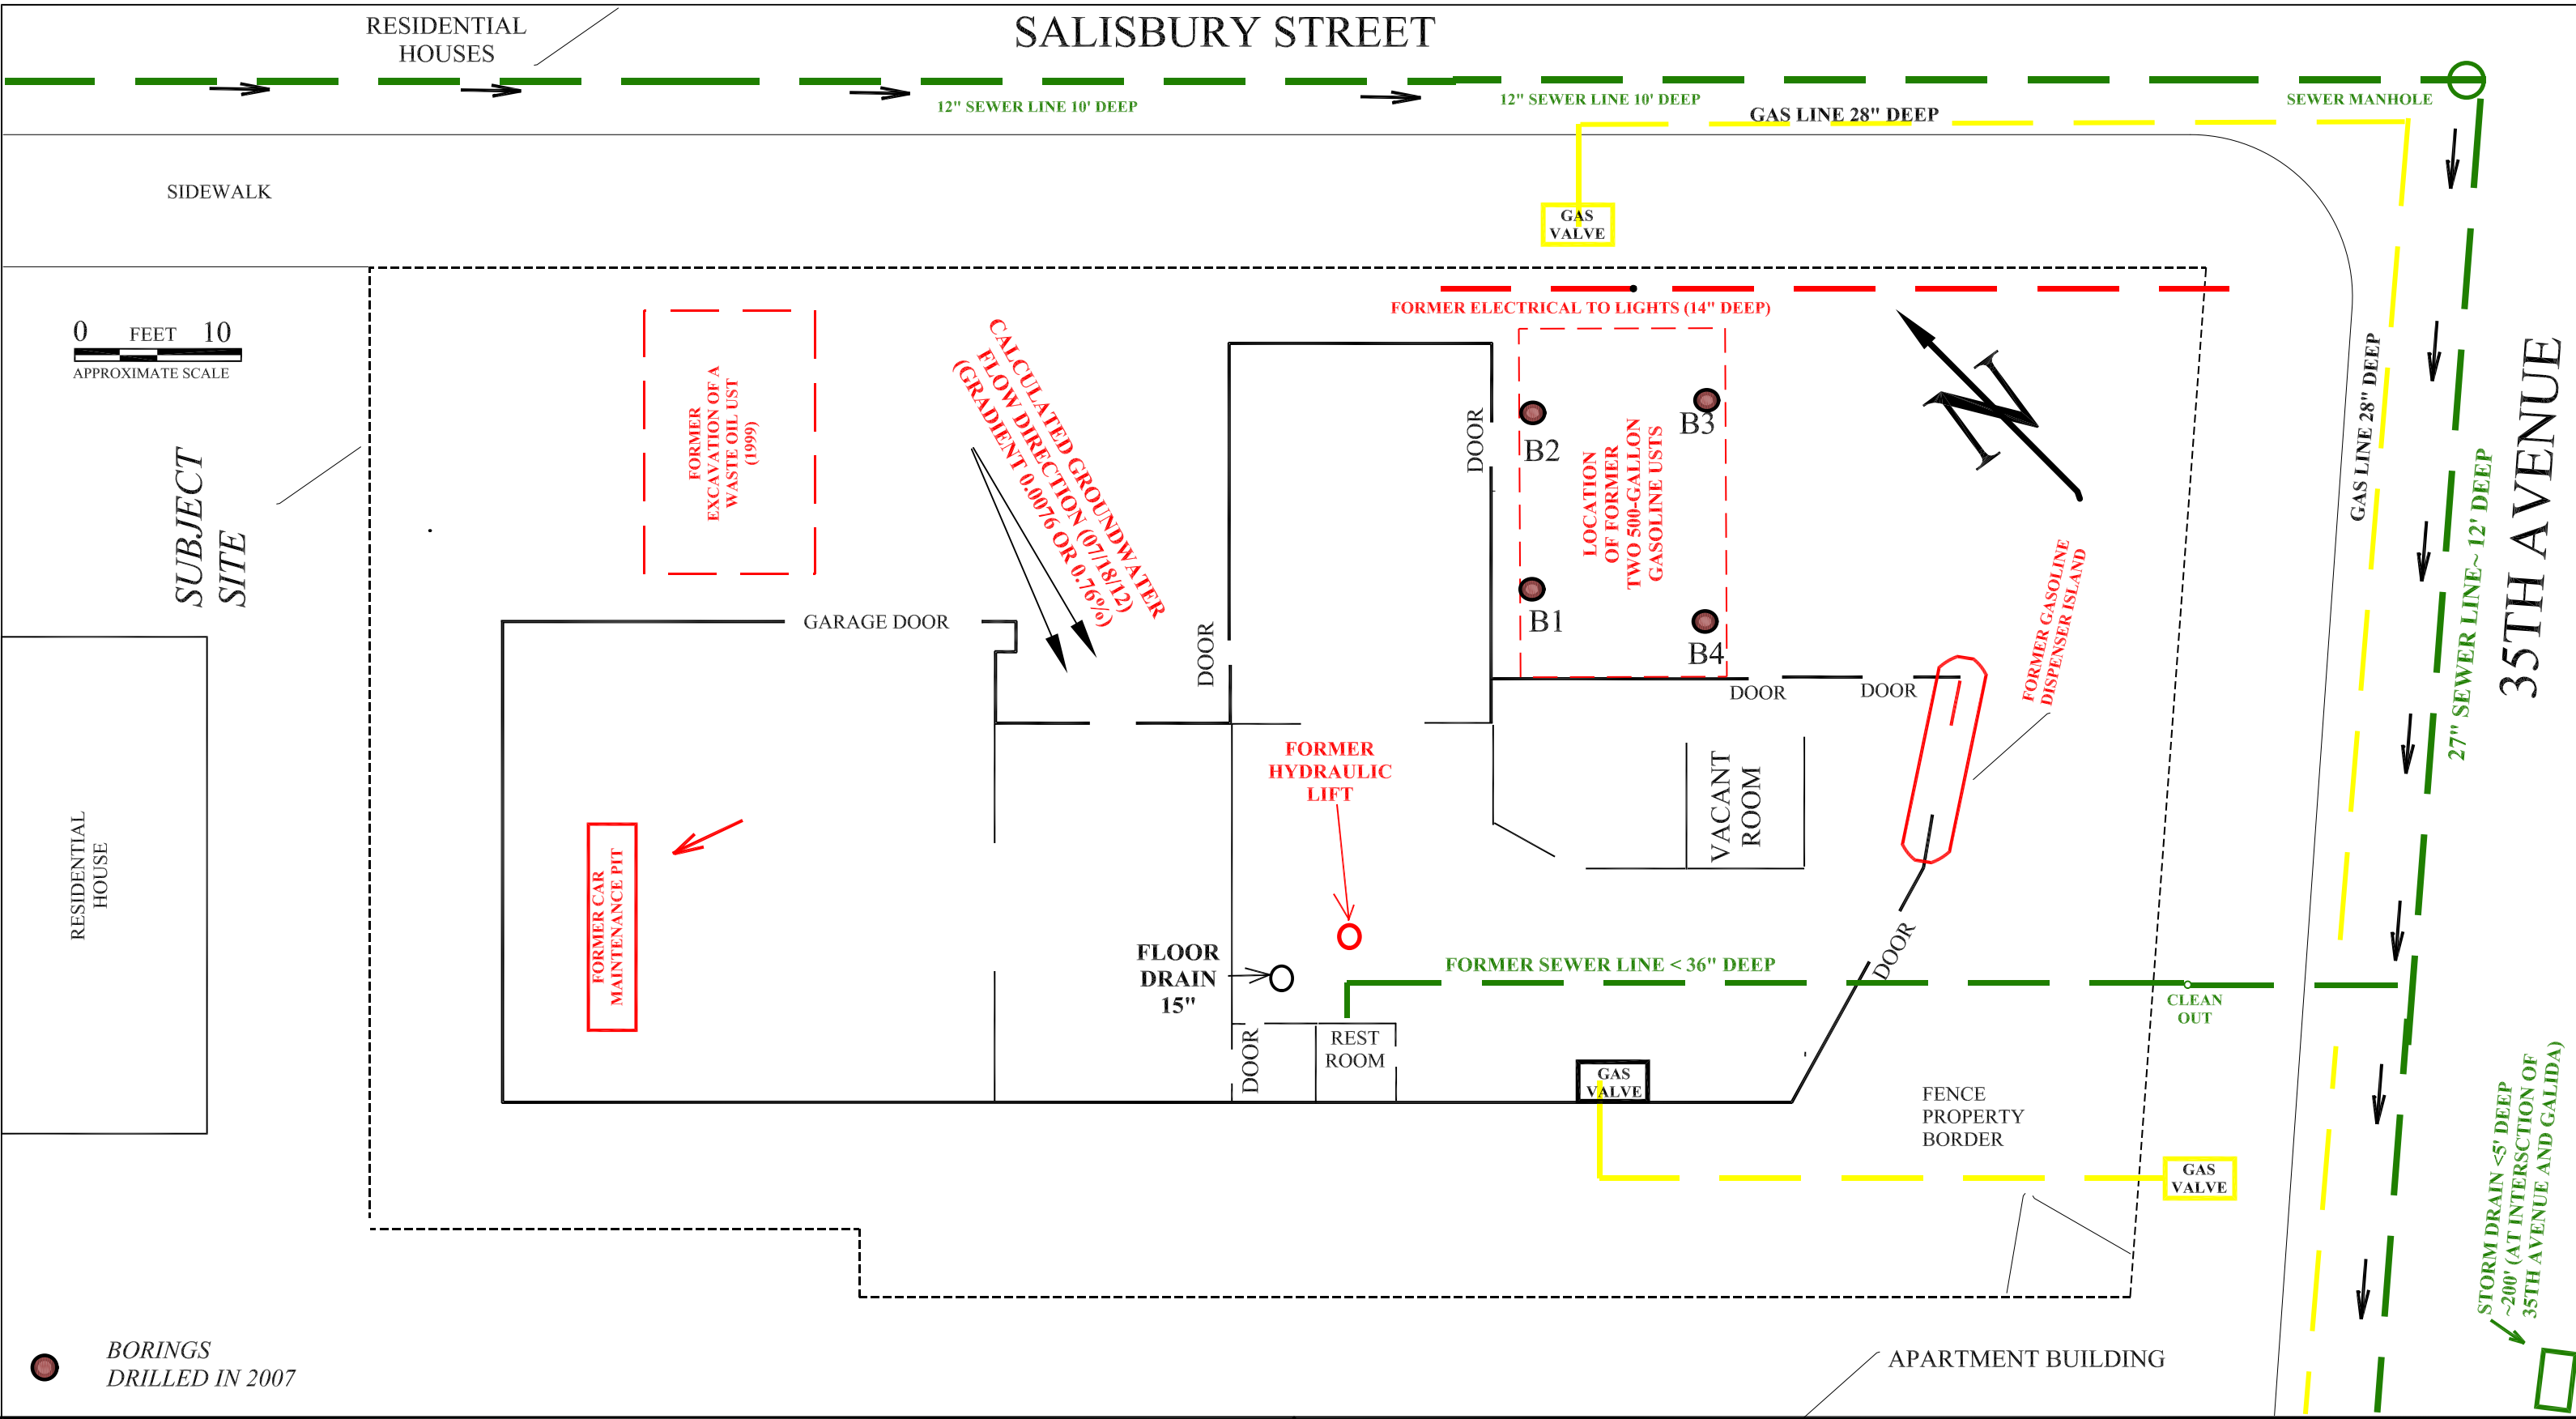 RESIDENTIAL
HOUSES
SALISBURY STREET
12" SEWER LINE 10' DEEP
12" SEWER LINE 10' DEEP
SEWER MANHOLE
GAS LINE 28" DEEP
SIDEWALK
GAS
VALVE
0 FEET 10
APPROXIMATE SCALE
SUBJECT
SITE
FORMER
EXCAVATION OF A
WASTE OIL UST
(1999)
CALCULATED GROUNDWATER
FLOW DIRECTION (07/18/12)
(GRADIENT 0.0076 OR 0.76%)
FORMER ELECTRICAL TO LIGHTS (14" DEEP)
DOOR
B2
B3
B1
B4
LOCATION
OF FORMER
TWO 500-GALLON
GASOLINE USTS
N
GAS LINE 28" DEEP
27" SEWER LINE~ 12' DEEP
35TH AVENUE
FORMER GASOLINE
DISPENSER ISLAND
GARAGE DOOR
DOOR
DOOR
DOOR
RESIDENTIAL
HOUSE
FORMER CAR
MAINTENANCE PIT
FORMER
HYDRAULIC
LIFT
VACANT
ROOM
FLOOR
DRAIN
15"
FORMER SEWER LINE < 36" DEEP
DOOR
CLEAN
OUT
DOOR
REST
ROOM
GAS
VALVE
FENCE
PROPERTY
BORDER
GAS
VALVE
STORM DRAIN <5' DEEP
~200' (AT INTERSCTION OF
35TH AVENUE AND GALIDA)
BORINGS
DRILLED IN 2007
APARTMENT BUILDING